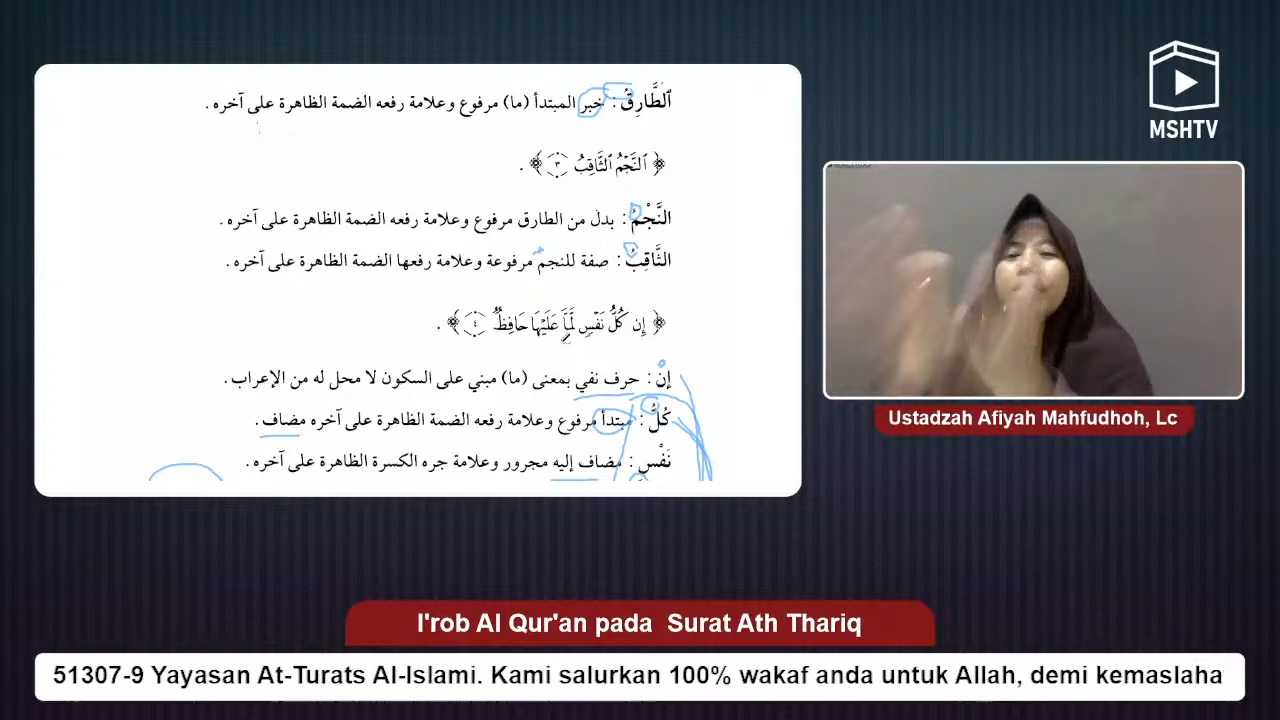 ٱلطَّارِقُ : خبر المبتدأ (ما) مرفوع وعلامة رفعه الضمة الظاهرة على آخره .
﴿ ٱلنَّجۡمُ ٱلثَّاقِبُ ٣ ﴾ .
النَّجْمُ : بدل من الطارق مرفوع وعلامة رفعه الضمة الظاهرة على آخره .
الثَّاقِبُ : صفة للنجم مرفوعة وعلامة رفعها الضمة الظاهرة على آخره .
﴿ إِن كُلُّ نَفۡسٖ لَّمَّا عَلَيۡهَا حَافِظٞ ٤ ﴾ .
إن : حرف نفي بمعنى (ما) مبني على السكون لا محل له من الإعراب .
كُلُّ : مبتدأ مرفوع وعلامة رفعه الضمة الظاهرة على آخره مضاف .
نَفْسٍ : مضاف إليه مجرور وعلامة جره الكسرة الظاهرة على آخره .
MSHTV
Ustadzah Afiyah Mahfudhoh, Lc
I'rob Al Qur'an pada Surat Ath Thariq
51307-9 Yayasan At-Turats Al-Islami. Kami salurkan 100% wakaf anda untuk Allah, demi kemaslaha